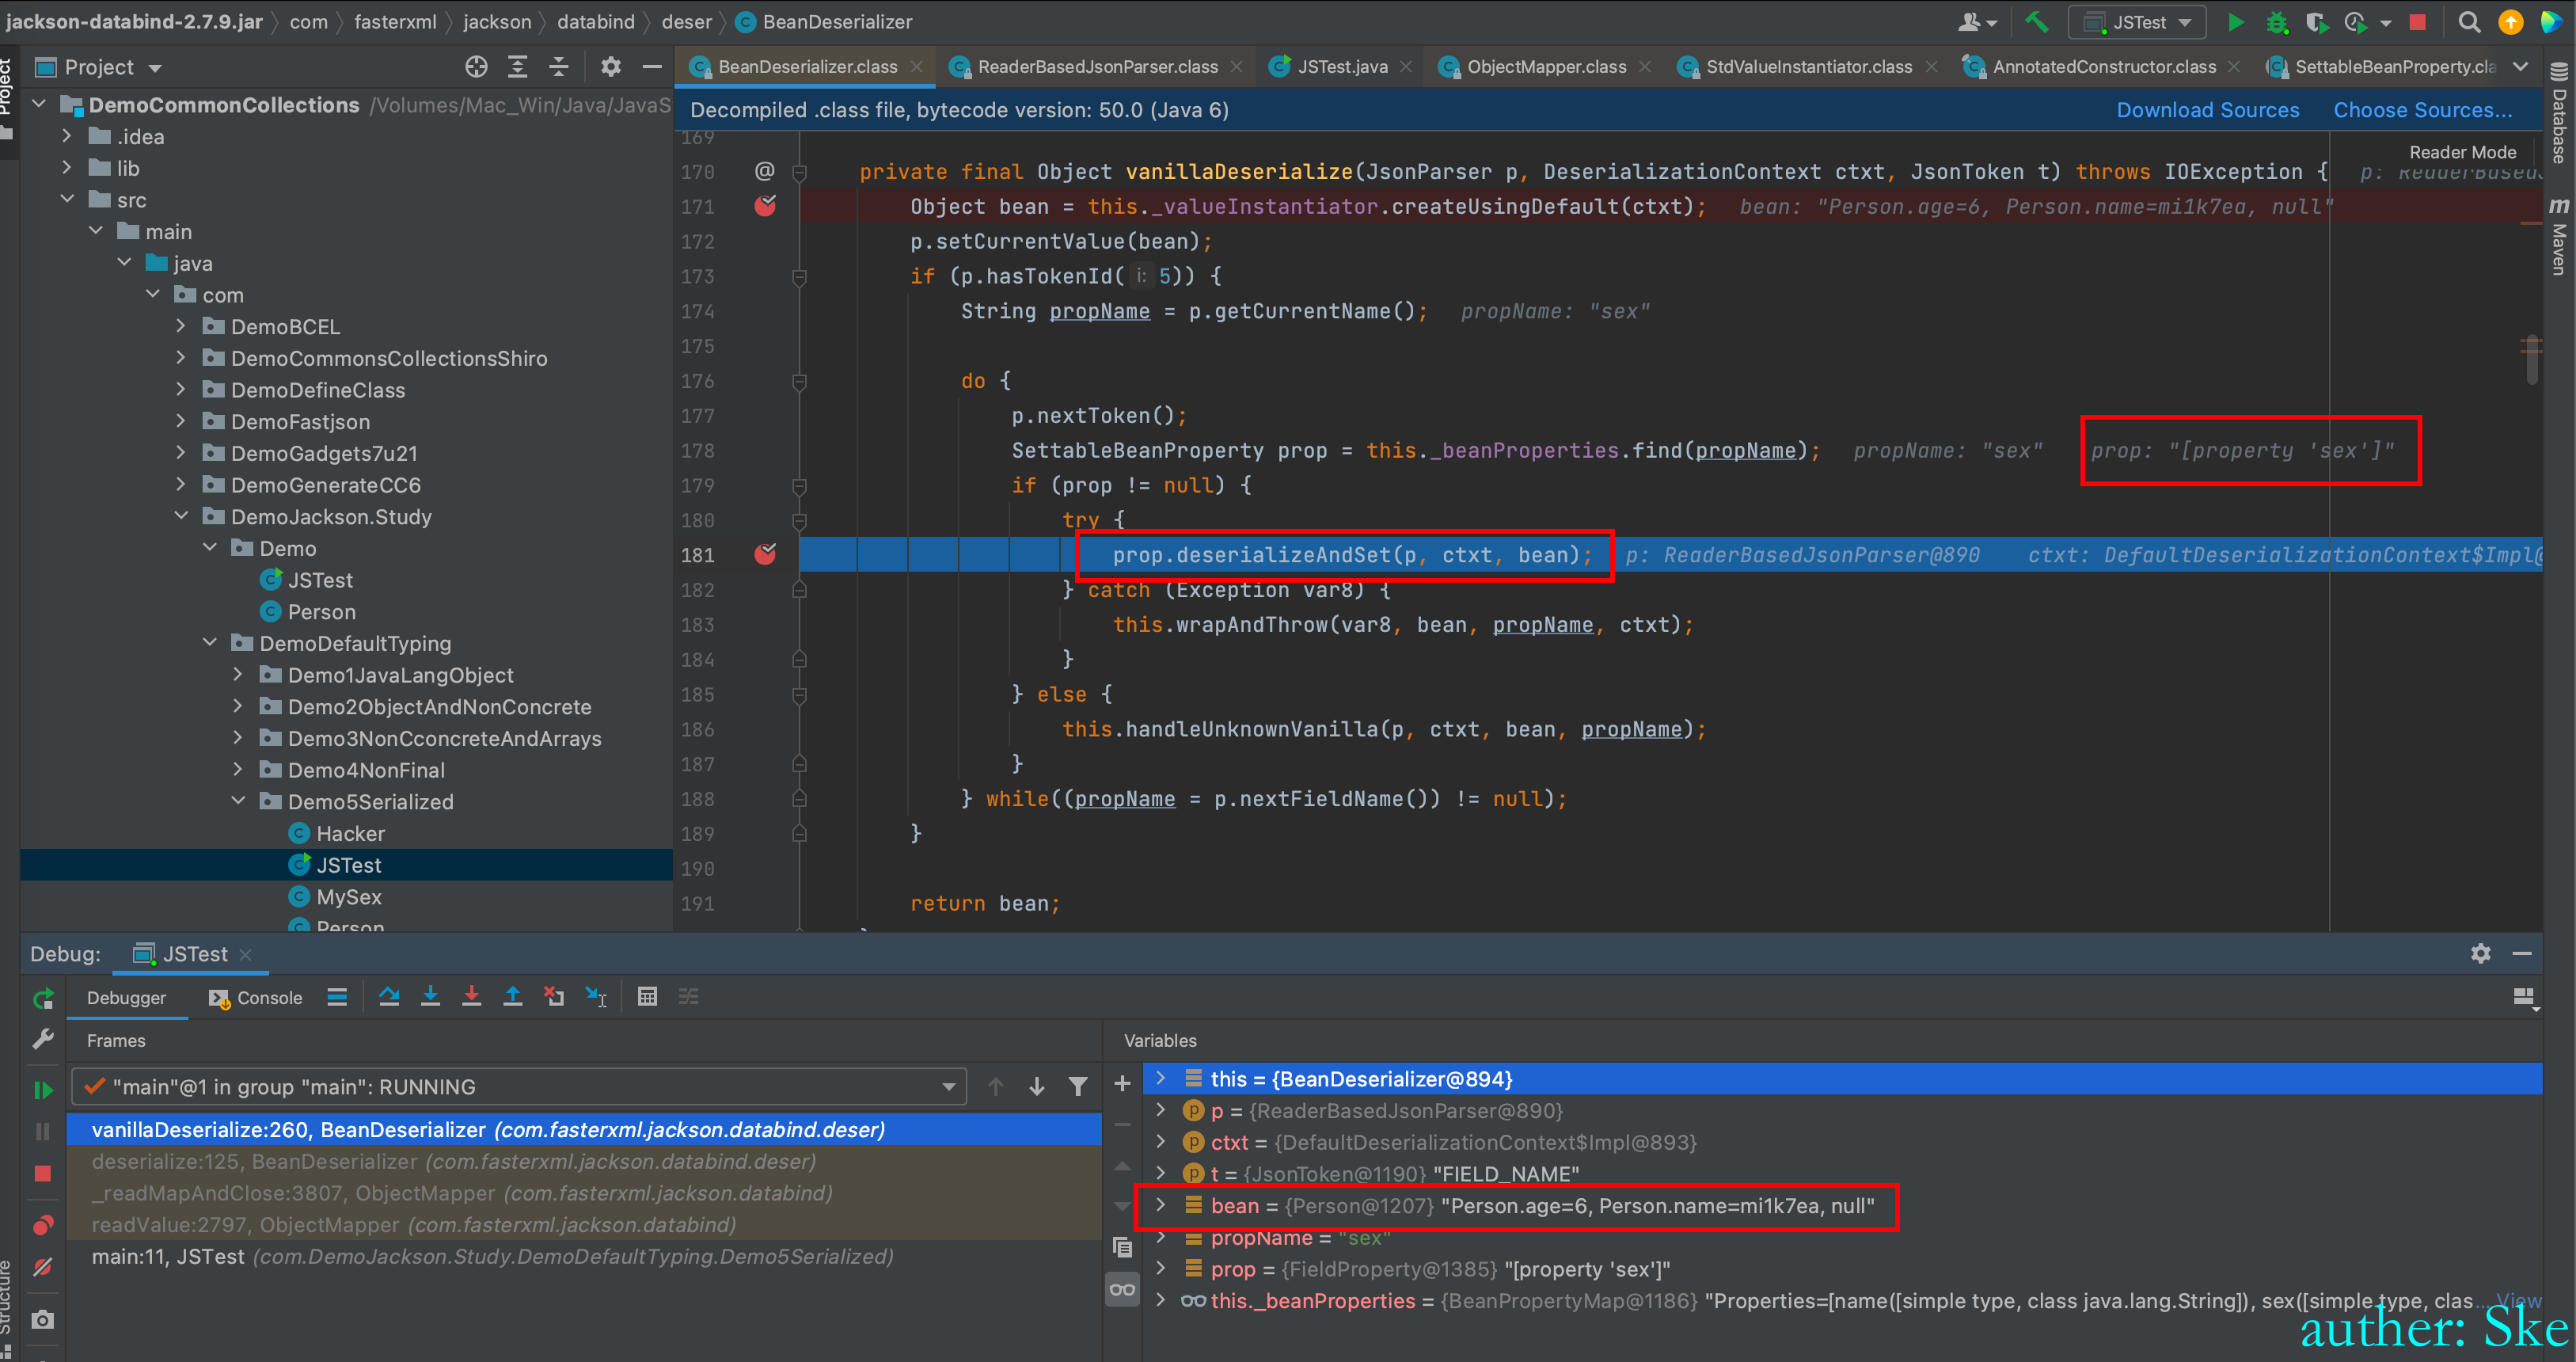 jackson-databind-2.7.9.jar com fasterxml jackson databind deser BeanDeserializer JSTest
Project
Project
BeanDeserializer.class ReaderBasedJsonParser.class JSTest.java ObjectMapper.class StdValueInstantiator.class AnnotatedConstructor.class SettableBeanProperty.cla
DemoCommonCollections /Volumes/Mac_Win/Java/JavaS
.idea
lib
src
main
java
com
DemoBCEL
DemoCommonsCollectionsShiro
DemoDefineClass
DemoFastjson
DemoGadgets7u21
DemoGenerateCC6
DemoJackson.Study
Demo
JSTest
Person
DemoDefaultTyping
Demo1JavaLangObject
Demo2ObjectAndNonConcrete
Demo3NonCconcreteAndArrays
Demo4NonFinal
Demo5Serialized
Hacker
JSTest
MySex
Person
Decompiled .class file, bytecode version: 50.0 (Java 6) Download Sources Choose Sources...
Reader Mode
169
170 @ private final Object vanillaDeserialize(JsonParser p, DeserializationContext ctxt, JsonToken t) throws IOException { p: ReaderBasedJ
171 Object bean = this._valueInstantiator.createUsingDefault(ctxt); bean: "Person.age=6, Person.name=mi1k7ea, null"
172 p.setCurrentValue(bean);
173 if (p.hasTokenId( i: 5)) {
174 String propName = p.getCurrentName(); propName: "sex"
175
176 do {
177 p.nextToken();
178 SettableBeanProperty prop = this._beanProperties.find(propName); propName: "sex" prop: "[property 'sex']"
179 if (prop != null) {
180 try {
181 prop.deserializeAndSet(p, ctxt, bean); p: ReaderBasedJsonParser@890 ctxt: DefaultDeserializationContext$Impl@
182 } catch (Exception var8) {
183 this.wrapAndThrow(var8, bean, propName, ctxt);
184 }
185 } else {
186 this.handleUnknownVanilla(p, ctxt, bean, propName);
187 }
188 } while((propName = p.nextFieldName()) != null);
189 }
190
191 return bean;
Database
Maven
Debug: JSTest
Debugger Console
Frames
"main"@1 in group "main": RUNNING
vanillaDeserialize:260, BeanDeserializer (com.fasterxml.jackson.databind.deser)
deserialize:125, BeanDeserializer (com.fasterxml.jackson.databind.deser)
_readMapAndClose:3807, ObjectMapper (com.fasterxml.jackson.databind)
readValue:2797, ObjectMapper (com.fasterxml.jackson.databind)
main:11, JSTest (com.DemoJackson.Study.DemoDefaultTyping.Demo5Serialized)
Variables
this = {BeanDeserializer@894}
p = {ReaderBasedJsonParser@890}
ctxt = {DefaultDeserializationContext$Impl@893}
t = {JsonToken@1190} "FIELD_NAME"
bean = {Person@1207} "Person.age=6, Person.name=mi1k7ea, null"
propName = "sex"
prop = {FieldProperty@1385} "[property 'sex']"
this._beanProperties = {BeanPropertyMap@1186} "Properties=[name([simple type, class java.lang.String]), sex([simple type, clas... View
Structure
auther: Ske